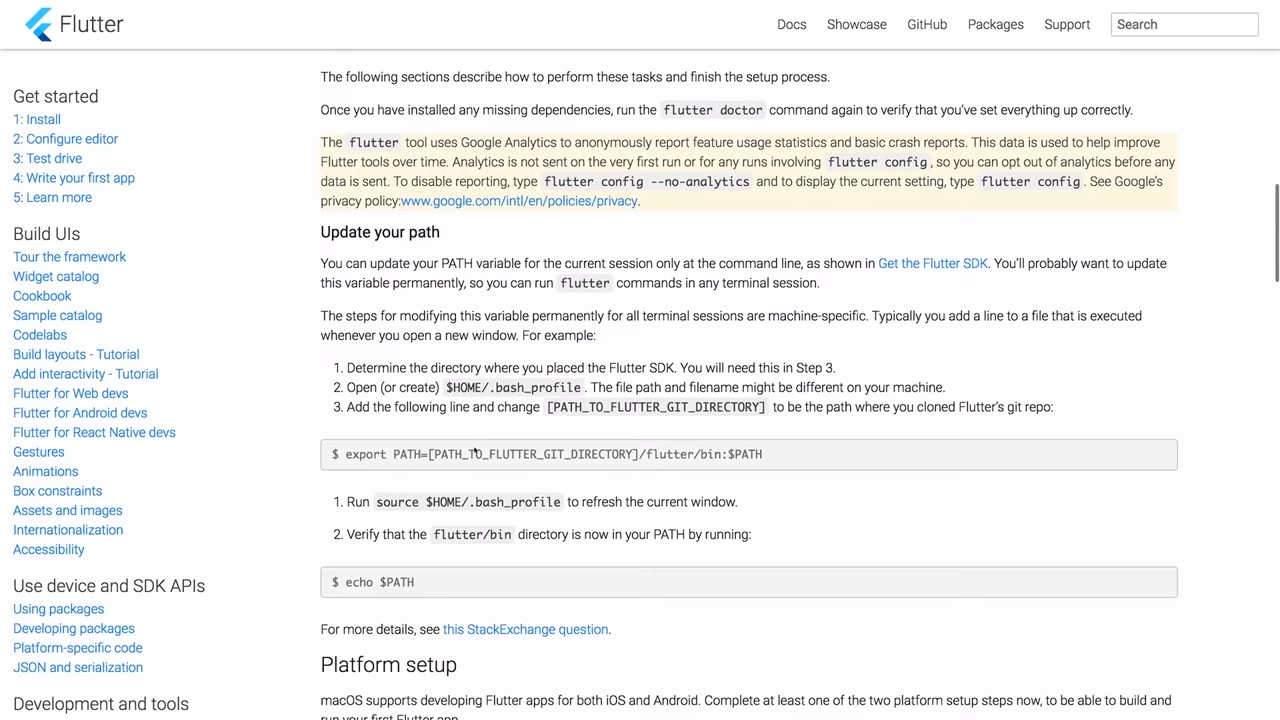 Flutter
Docs
Showcase
GitHub
Packages
Support
Search
Get started
1: Install
2: Configure editor
3: Test drive
4: Write your first app
5: Learn more
Build UIs
Tour the framework
Widget catalog
Cookbook
Sample catalog
Codelabs
Build layouts - Tutorial
Add interactivity - Tutorial
Flutter for Web devs
Flutter for Android devs
Flutter for React Native devs
Gestures
Animations
Box constraints
Assets and images
Internationalization
Accessibility
Use device and SDK APIs
Using packages
Developing packages
Platform-specific code
JSON and serialization
Development and tools
The following sections describe how to perform these tasks and finish the setup process.
Once you have installed any missing dependencies, run the flutter doctor command again to verify that you've set everything up correctly.
The flutter tool uses Google Analytics to anonymously report feature usage statistics and basic crash reports. This data is used to help improve
Flutter tools over time. Analytics is not sent on the very first run or for any runs involving flutter config, so you can opt out of analytics before any
data is sent. To disable reporting, type flutter config --no-analytics and to display the current setting, type flutter config. See Google's
privacy policy:www.google.com/intl/en/policies/privacy.
Update your path
You can update your PATH variable for the current session only at the command line, as shown in Get the Flutter SDK. You'll probably want to update
this variable permanently, so you can run flutter commands in any terminal session.
The steps for modifying this variable permanently for all terminal sessions are machine-specific. Typically you add a line to a file that is executed
whenever you open a new window. For example:
1. Determine the directory where you placed the Flutter SDK. You will need this in Step 3.
2. Open (or create) $HOME/.bash_profile. The file path and filename might be different on your machine.
3. Add the following line and change [PATH_TO_FLUTTER_GIT_DIRECTORY] to be the path where you cloned Flutter's git repo:
$ export PATH=[PATH_TO_FLUTTER_GIT_DIRECTORY]/flutter/bin:$PATH
1. Run source $HOME/.bash_profile to refresh the current window.
2. Verify that the flutter/bin directory is now in your PATH by running:
$ echo $PATH
For more details, see this StackExchange question.
Platform setup
macOS supports developing Flutter apps for both iOS and Android. Complete at least one of the two platform setup steps now, to be able to build and
run your first Flutter app.